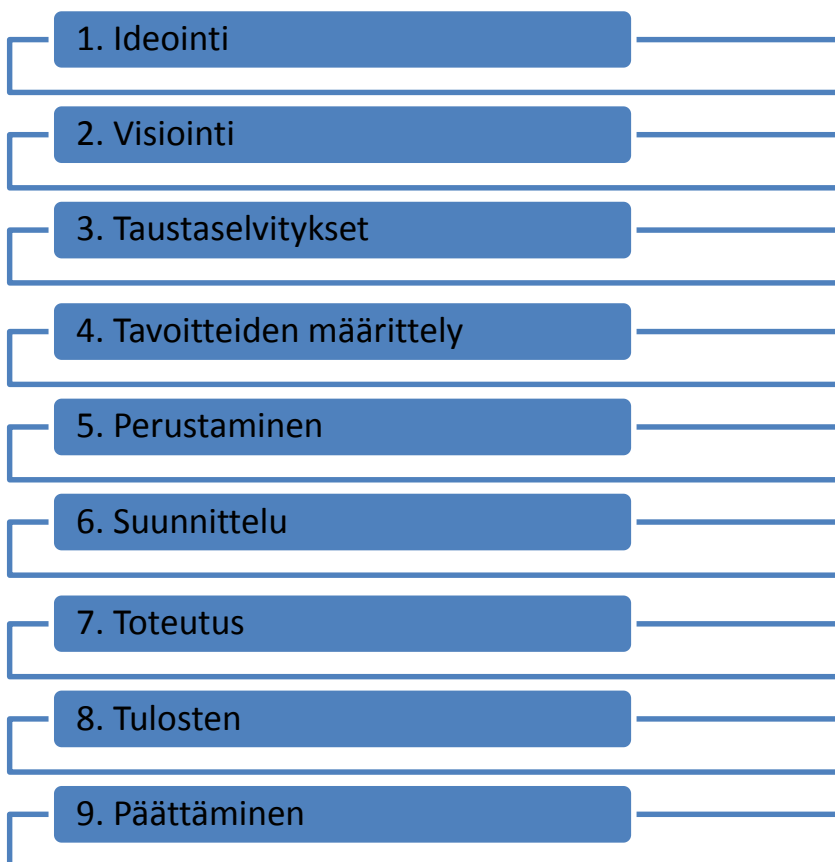 1. Ideointi
2. Visiointi
3. Taustaselvitykset
4. Tavoitteiden määrittely
5. Perustaminen
6. Suunnittelu
7. Toteutus
8. Tulosten
9. Päättäminen